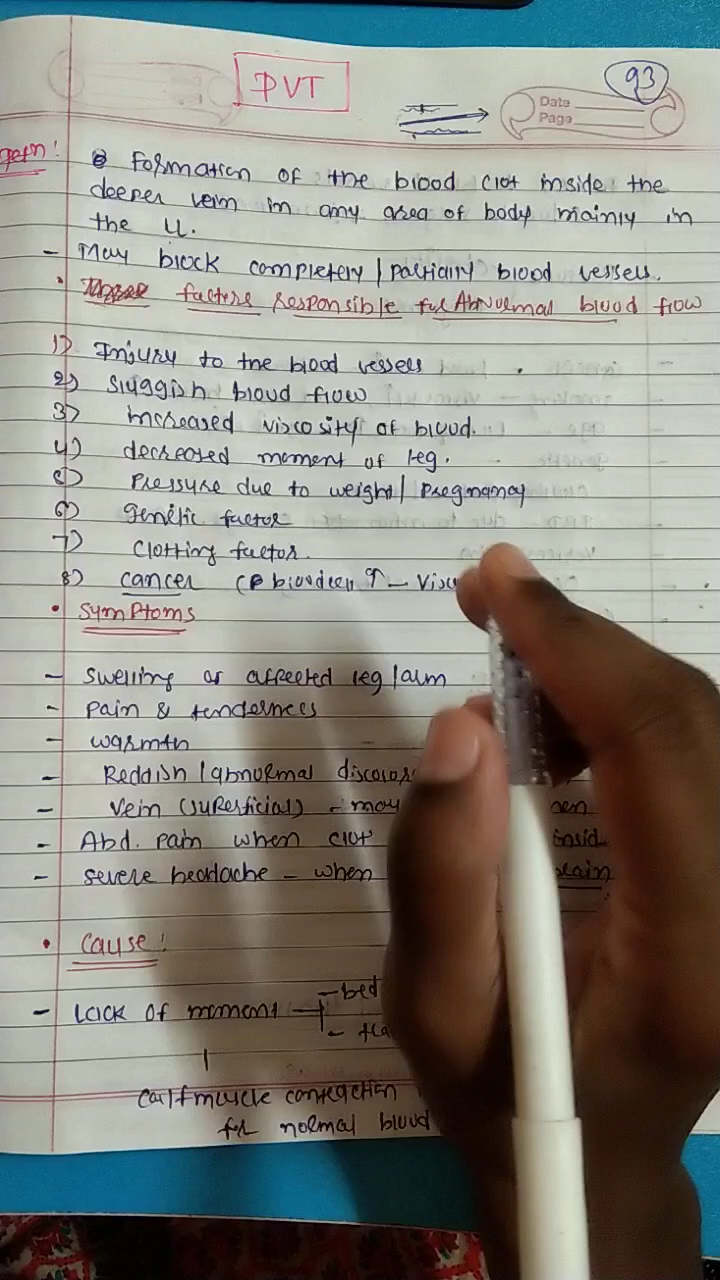 DVT
93
Date
Page
Formation of the blood clot inside the
deeper vein in any area of body mainly in
the LL.
- May block completely | partially blood vessels.
• factors responsible for Abnormal blood flow
1) Injury to the blood vessels
2) sluggish blood flow
3) increased viscosity of blood.
4) decreated moment of leg.
5) Pressure due to weight | Pregnancy
6) genetic factor
7) Clotting factor.
8) cancer ↑ -
• Symptoms
- Swelling of affected leg | arm
- Pain & tendernees
- warmth
- Reddish | abnormal
- Vein (superficial) - may
- Abd. pain when clot
- severe headache - when
• Cause:
- Lack of moment - bed
Calf muscle contraction
for normal blood